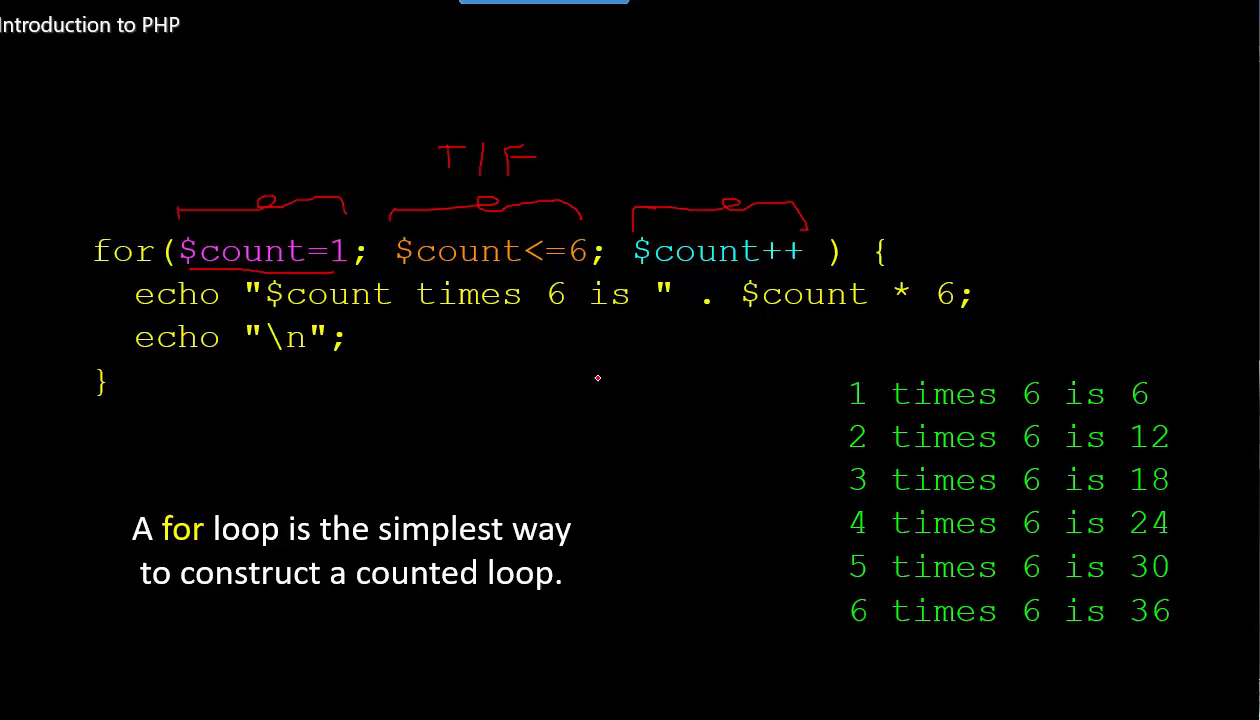 Introduction to PHP
T/F
for($count=1; $count<=6; $count++ ) {
echo "$count times 6 is " . $count * 6;
echo "\n";
}
1 times 6 is 6
2 times 6 is 12
3 times 6 is 18
4 times 6 is 24
5 times 6 is 30
6 times 6 is 36
A for loop is the simplest way
to construct a counted loop.